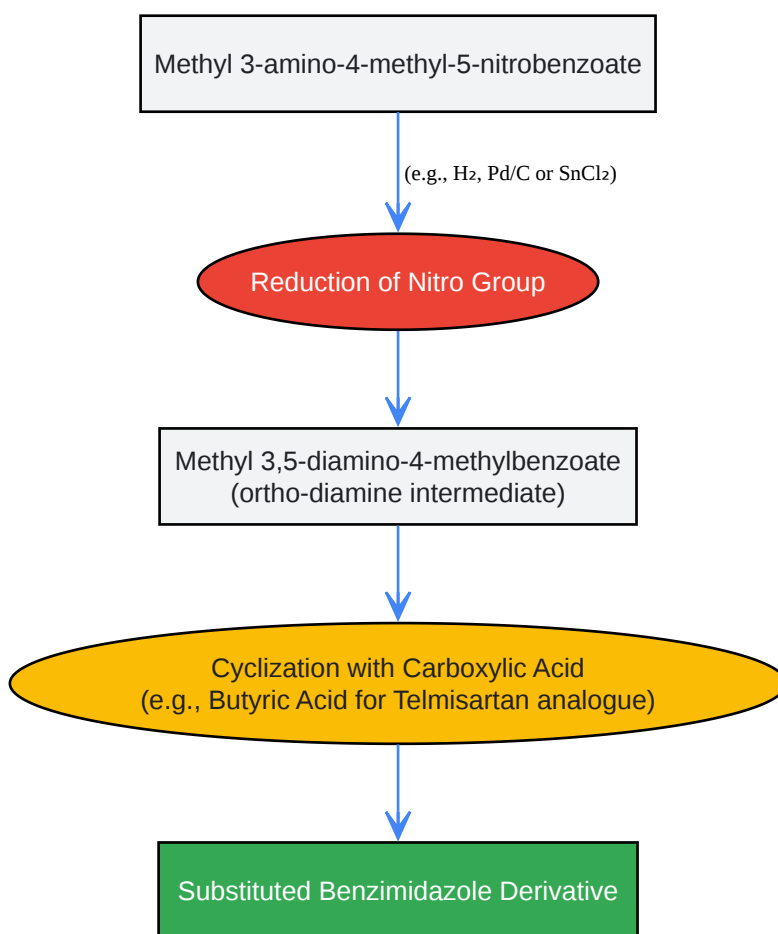 Methyl 3-amino-4-methyl-5-nitrobenzoate
(e.g., H₂, Pd/C or SnCl₂)
Reduction of Nitro Group
Methyl 3,5-diamino-4-methylbenzoate
(ortho-diamine intermediate)
Cyclization with Carboxylic Acid
(e.g., Butyric Acid for Telmisartan analogue)
Substituted Benzimidazole Derivative